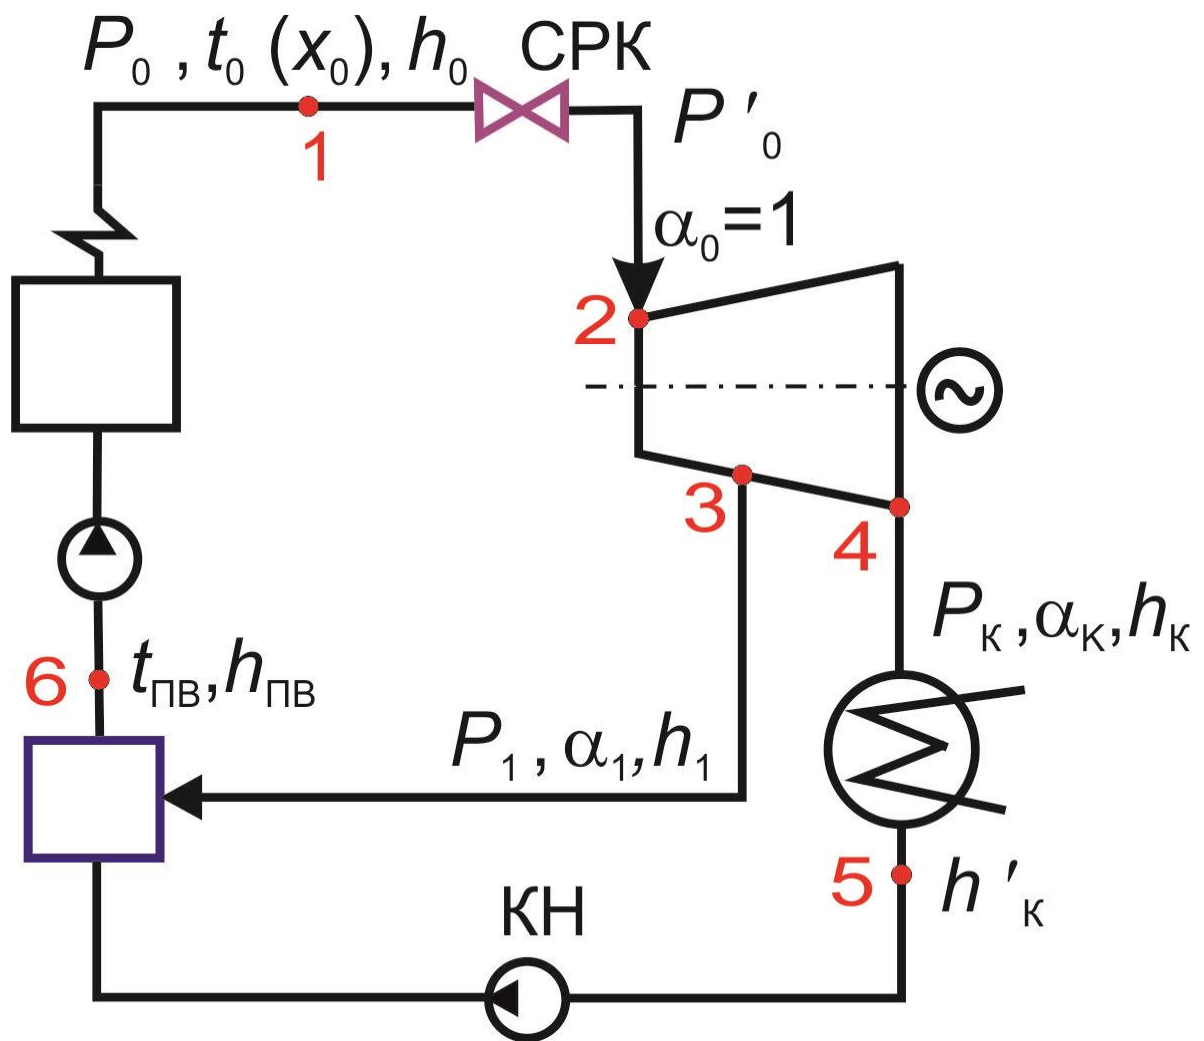 P₀ , t₀ (x₀), h₀
СРК
1
P′₀
α₀=1
2
3
4
Pк ,αк,hк
6
tпв,hпв
P₁ , α₁,h₁
5
h′к
КН